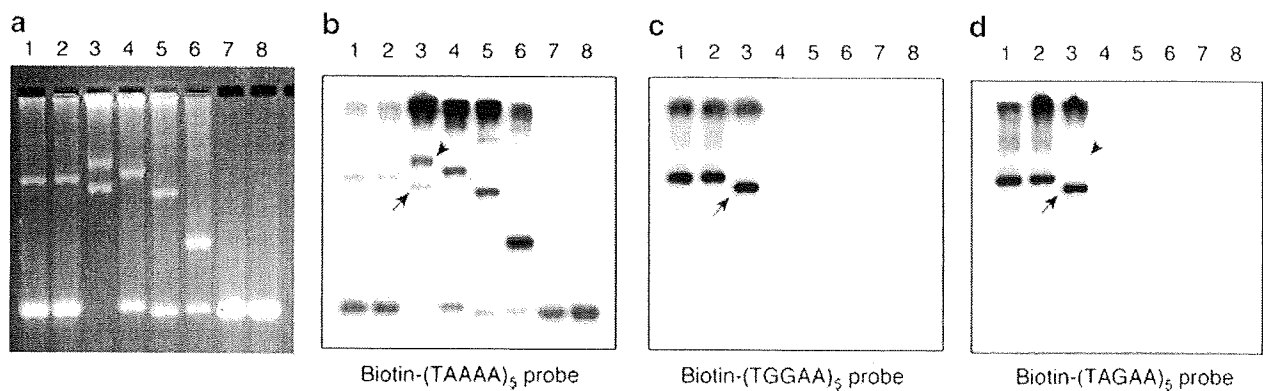 a
1 2 3 4 5 6 7 8
b
1 2 3 4 5 6 7 8
Biotin-(TAAAA)5 probe
c
1 2 3 4 5 6 7 8
Biotin-(TGGAA)5 probe
d
1 2 3 4 5 6 7 8
Biotin-(TAGAA)5 probe